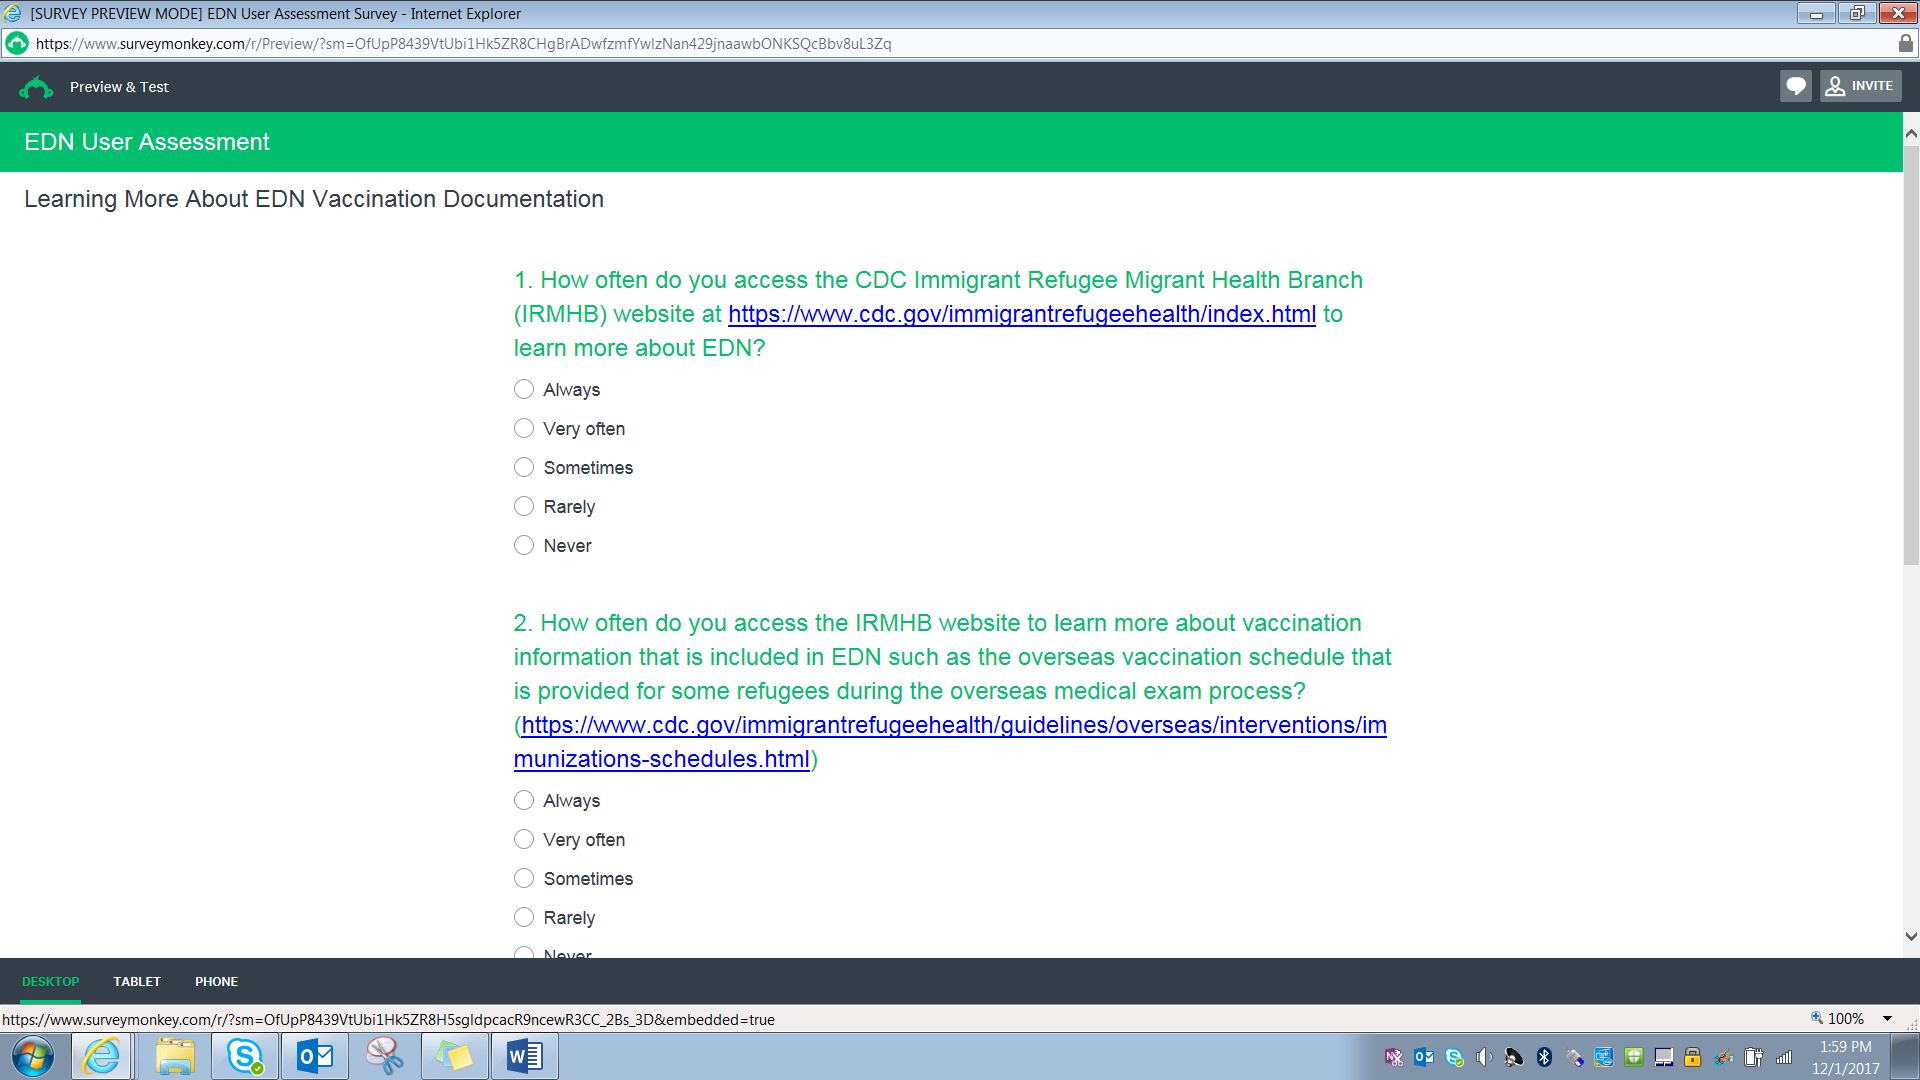 [SURVEY PREVIEW MODE] EDN User Assessment Survey - Internet Explorer
https://www.surveymonkey.com/r/Preview/?sm=OfUpP8439VtUbi1Hk5ZR8CHgBrADwfzmfYwlzNan429jnaawbONKSQcBbv8uL3Zq
Preview & Test
INVITE
EDN User Assessment
Learning More About EDN Vaccination Documentation
1. How often do you access the CDC Immigrant Refugee Migrant Health Branch
(IRMHB) website at https://www.cdc.gov/immigrantrefugeehealth/index.html to
learn more about EDN?
Always
Very often
Sometimes
Rarely
Never
2. How often do you access the IRMHB website to learn more about vaccination
information that is included in EDN such as the overseas vaccination schedule that
is provided for some refugees during the overseas medical exam process?
(https://www.cdc.gov/immigrantrefugeehealth/guidelines/overseas/interventions/im
munizations-schedules.html)
Always
Very often
Sometimes
Rarely
Never
DESKTOP TABLET PHONE
https://www.surveymonkey.com/r/?sm=OfUpP8439VtUbi1Hk5ZR8H5sgIdpcacR9ncewR3CC_2Bs_3D&embedded=true
100%
1:59 PM
12/1/2017